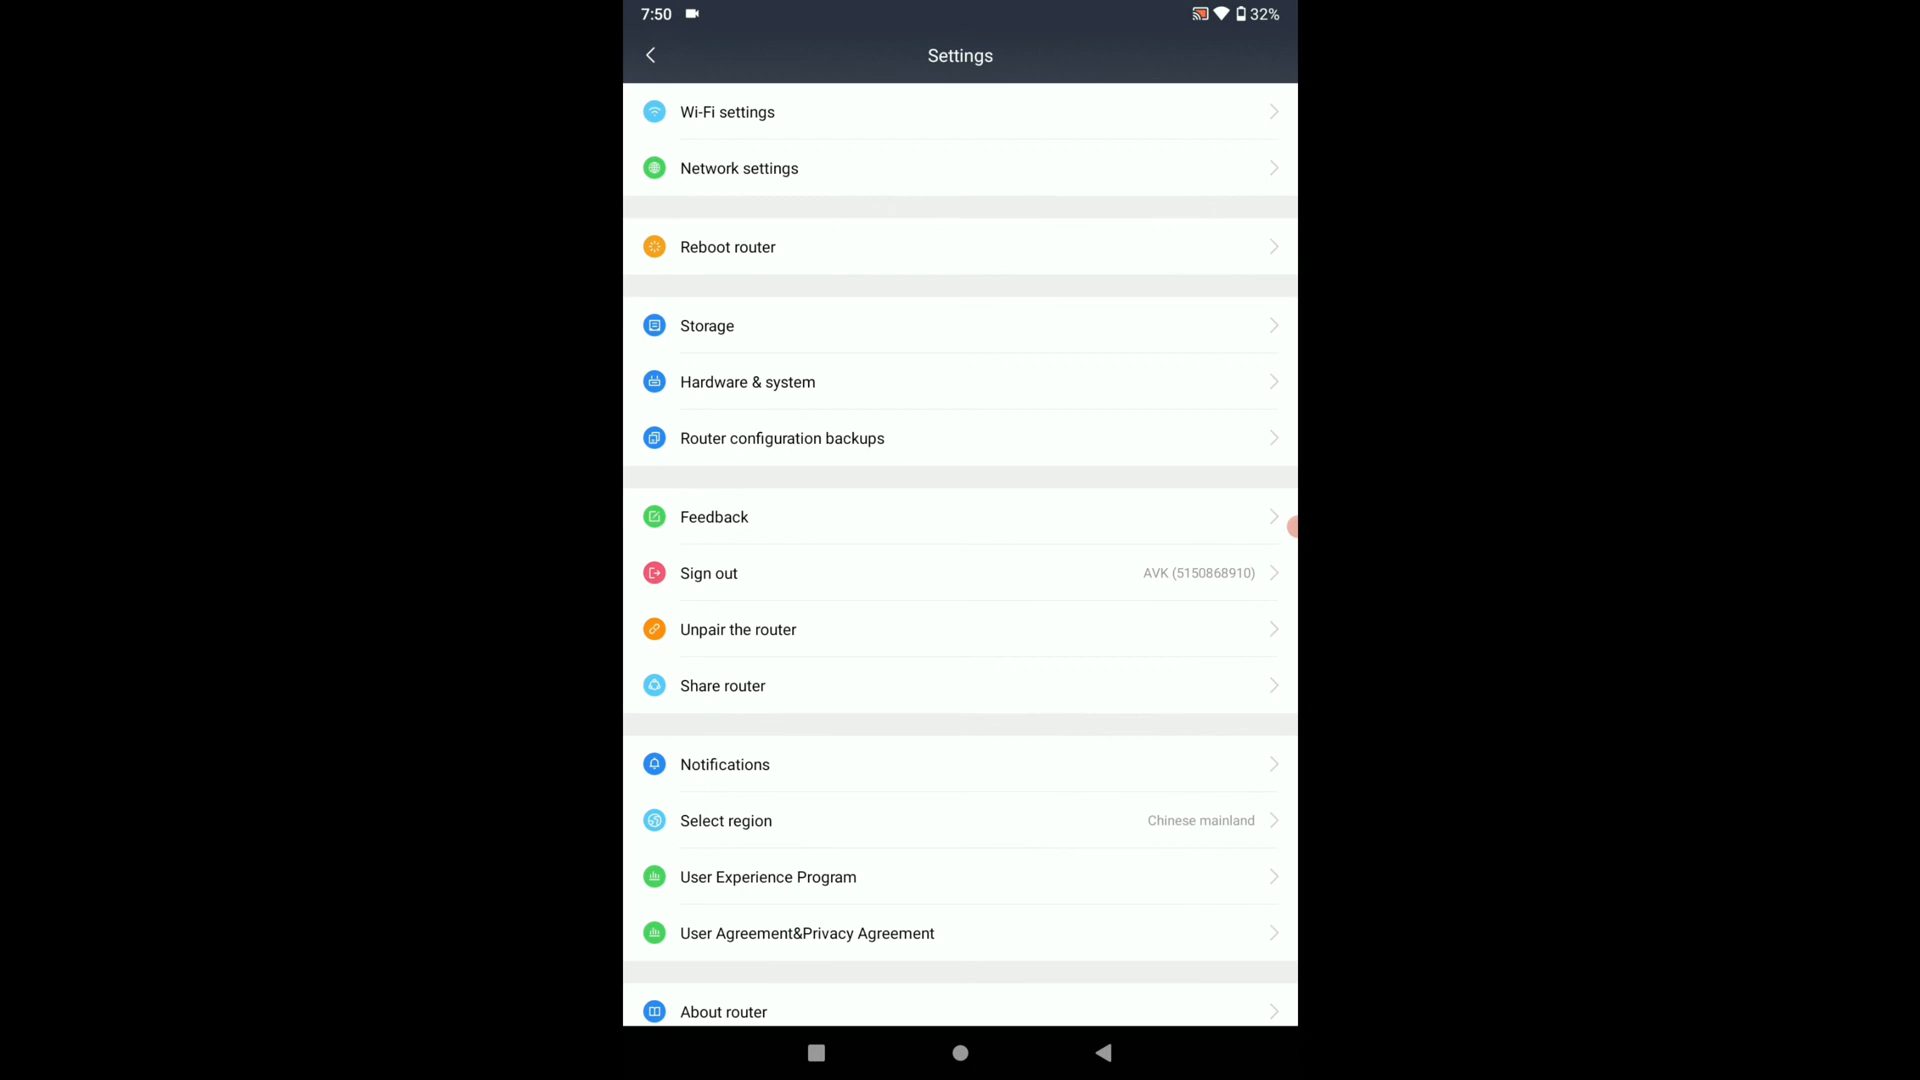 7:50
32%
Settings
Wi-Fi settings
Network settings
Reboot router
Storage
Hardware & system
Router configuration backups
Feedback
Sign out AVK (5150868910)
Unpair the router
Share router
Notifications
Select region Chinese mainland
User Experience Program
User Agreement&Privacy Agreement
About router